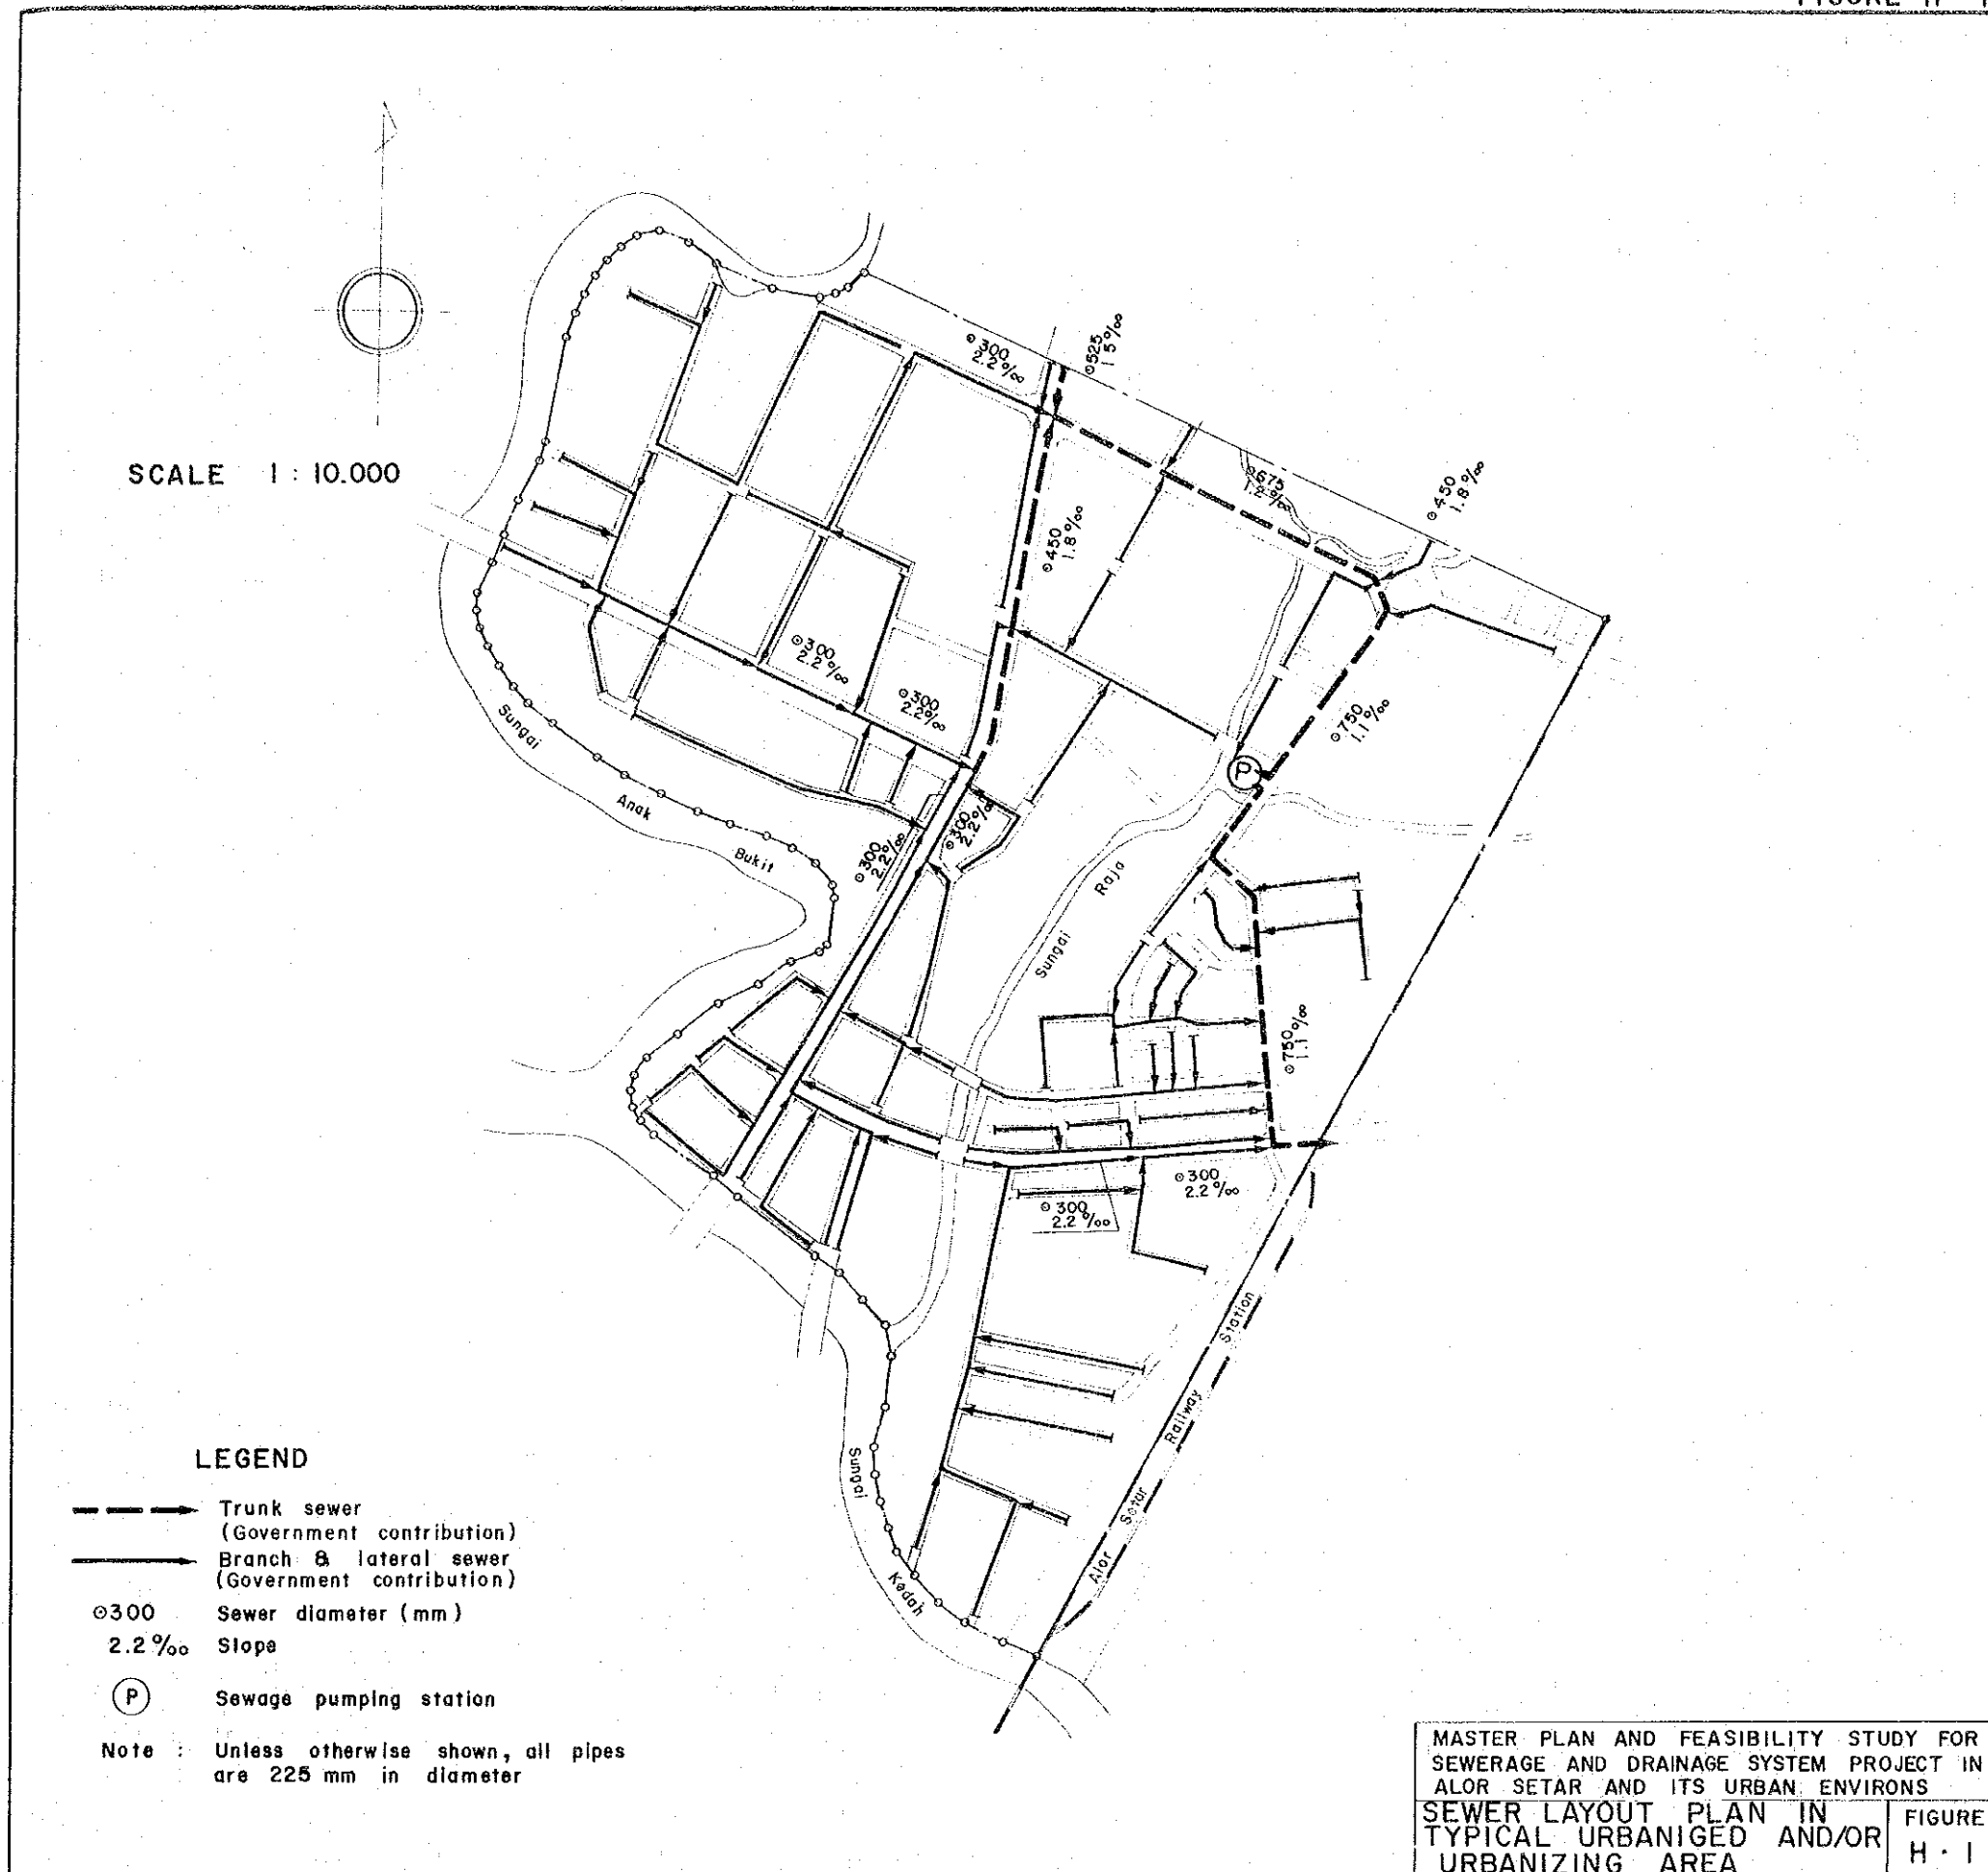 SCALE 1 : 10.000
⊙300
2.2‰
⊙525
1.5‰
⊙450
1.8‰
⊙675
1.2‰
⊙450
1.8‰
⊙300
2.2‰
⊙300
2.2‰
⊙750
1.1‰
⊙300
2.2‰
⊙300
2.2‰
P
Sungai
Anak
Bukit
Sungai
Raja
⊙750
1.1‰
⊙300
2.2‰
⊙300
2.2‰
Sungai
Kedah
Alor Setar Railway Station
LEGEND
Trunk sewer
(Government contribution)
Branch & lateral sewer
(Government contribution)
⊙300 Sewer diameter (mm)
2.2‰ Slope
P Sewage pumping station
Note : Unless otherwise shown, all pipes
are 225 mm in diameter
MASTER PLAN AND FEASIBILITY STUDY FOR
SEWERAGE AND DRAINAGE SYSTEM PROJECT IN
ALOR SETAR AND ITS URBAN ENVIRONS
SEWER LAYOUT PLAN IN
TYPICAL URBANIGED AND/OR
URBANIZING AREA
FIGURE
H · 1